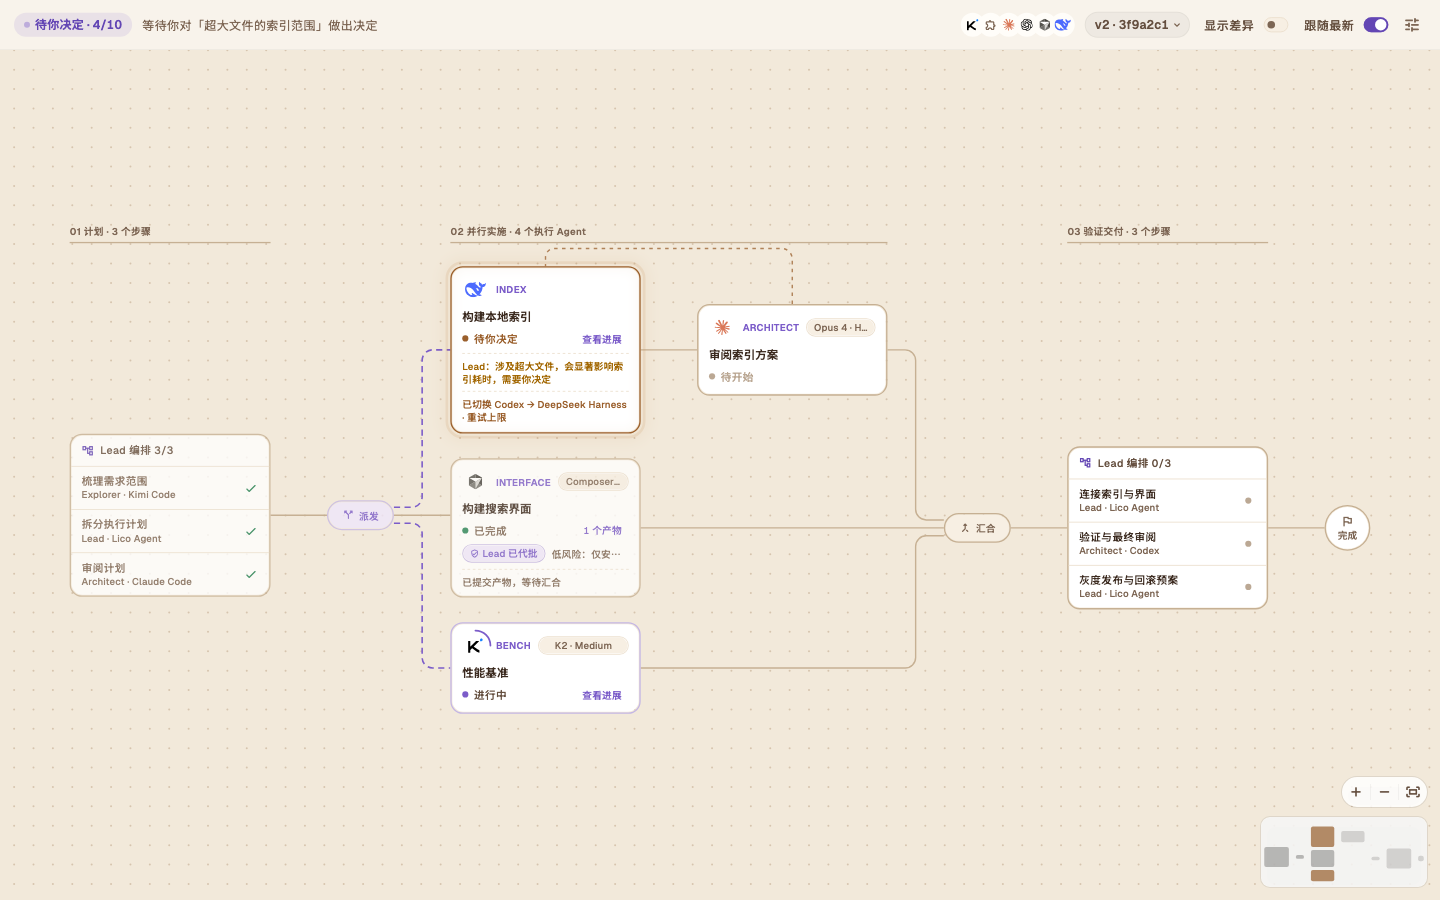 待你决定 · 4/10
等待你对「超大文件的索引范围」做出决定
v2 · 3f9a2c1
显示差异
跟随最新
01 计划 · 3 个步骤
02 并行实施 · 4 个执行 Agent
03 验证交付 · 3 个步骤
INDEX
构建本地索引
待你决定
查看进展
Lead：涉及超大文件，会显著影响索
引耗时，需要你决定
已切换 Codex → DeepSeek Harness
· 重试上限
ARCHITECT
Opus 4 · H...
审阅索引方案
待开始
Lead 编排 3/3
梳理需求范围
Explorer · Kimi Code
拆分执行计划
Lead · Lico Agent
审阅计划
Architect · Claude Code
派发
INTERFACE
Composer...
构建搜索界面
已完成
1 个产物
Lead 已代批
低风险：仅安...
已提交产物，等待汇合
BENCH
K2 · Medium
性能基准
进行中
查看进展
汇合
Lead 编排 0/3
连接索引与界面
Lead · Lico Agent
验证与最终审阅
Architect · Codex
灰度发布与回滚预案
Lead · Lico Agent
完成